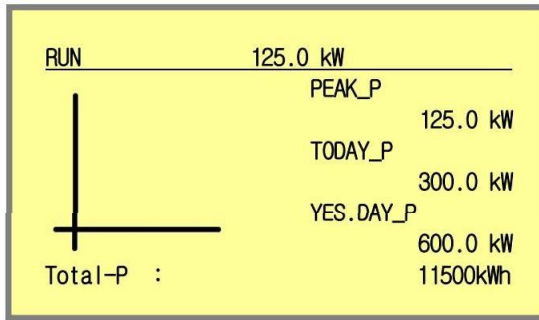 RUN 125.0 kW
PEAK_P
125.0 kW
TODAY_P
300.0 kW
YES.DAY_P
600.0 kW
Total-P : 11500kWh